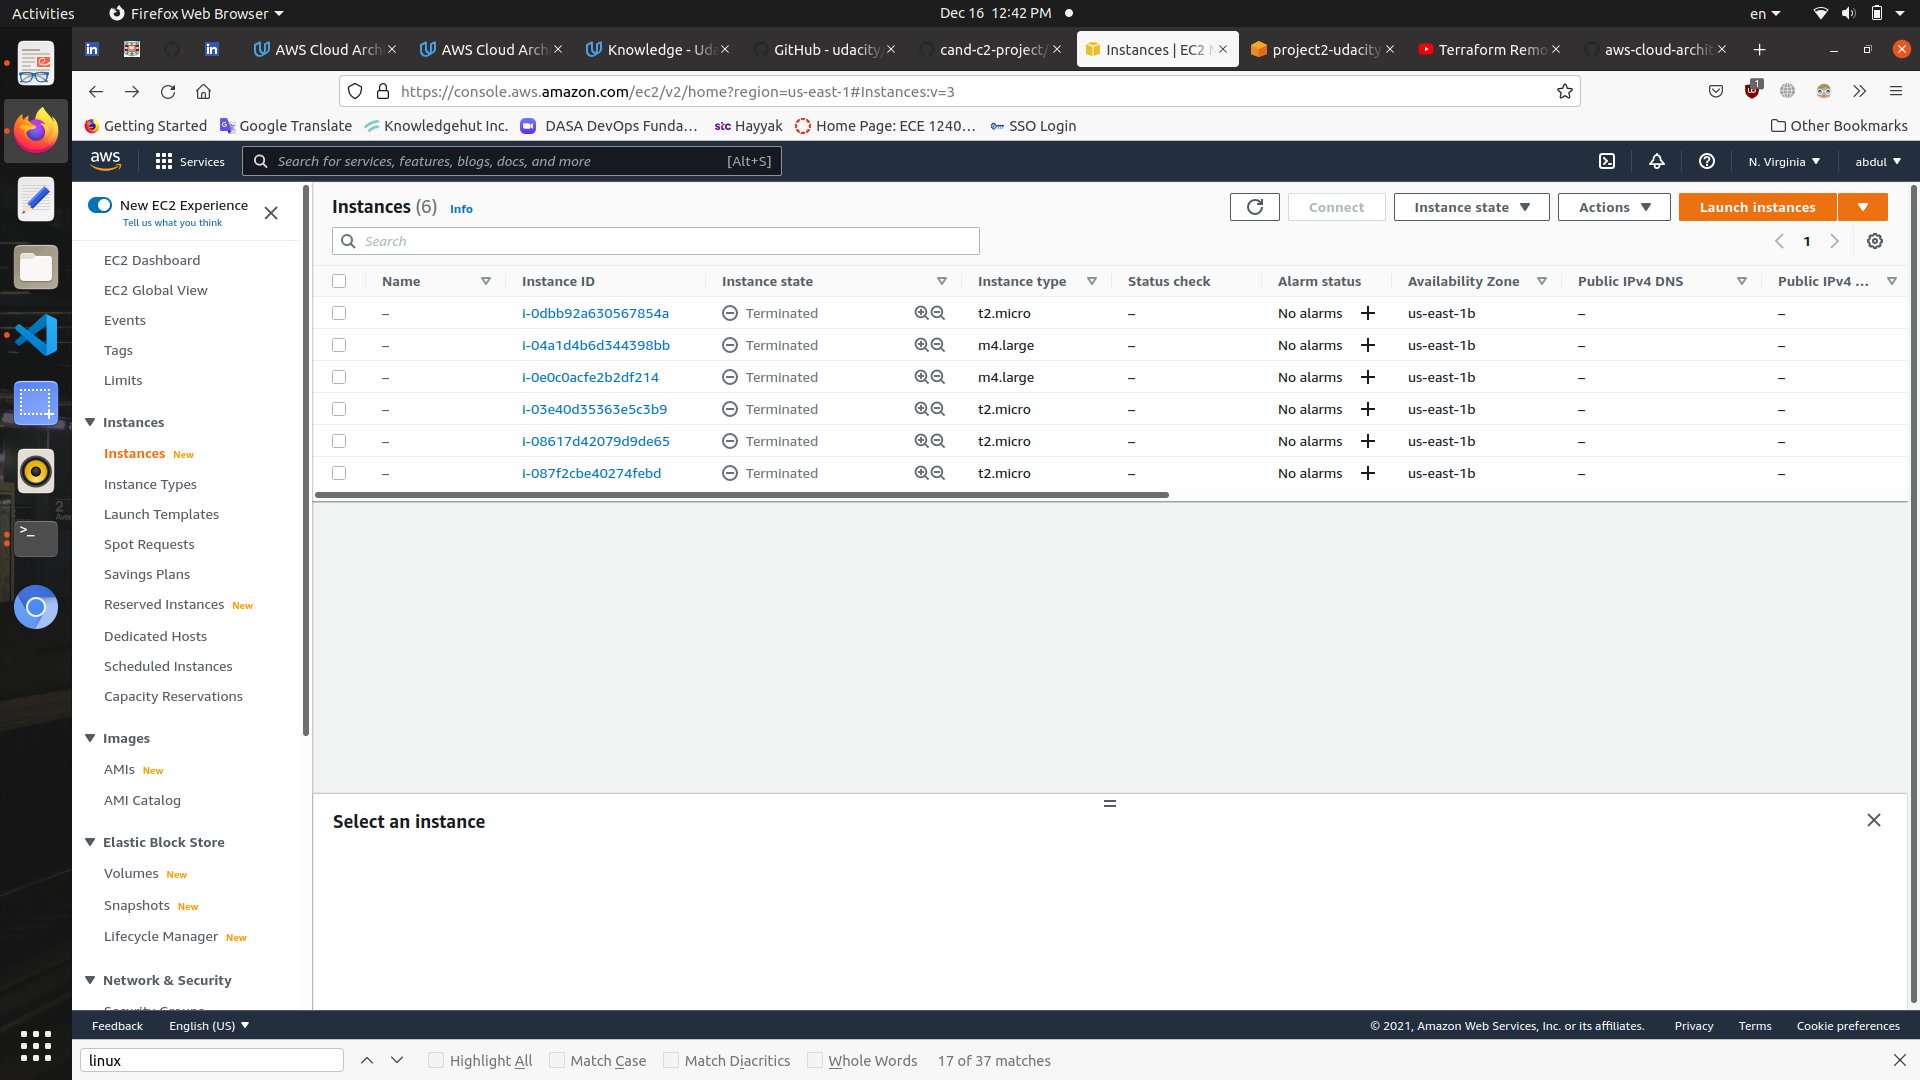 Activities Firefox Web Browser Dec 16 12:42 PM en
AWS Cloud Arch AWS Cloud Arch Knowledge - Uda GitHub - udacity/ cand-c2-project/ Instances | EC2 M project2-udacity Terraform Remo aws-cloud-archit
https://console.aws.amazon.com/ec2/v2/home?region=us-east-1#Instances:v=3 1
Getting Started Google Translate Knowledgehut Inc. DASA DevOps Funda… stc Hayyak Home Page: ECE 1240… SSO Login Other Bookmarks
aws Services Search for services, features, blogs, docs, and more [Alt+S] N. Virginia abdul
New EC2 Experience
Tell us what you think
EC2 Dashboard
EC2 Global View
Events
Tags
Limits
Instances
Instances New
Instance Types
Launch Templates
Spot Requests
Savings Plans
Reserved Instances New
Dedicated Hosts
Scheduled Instances
Capacity Reservations
Images
AMIs New
AMI Catalog
Elastic Block Store
Volumes New
Snapshots New
Lifecycle Manager New
Network & Security
Security Groups
Instances (6) Info Connect Instance state Actions Launch instances
Search 1
Name Instance ID Instance state Instance type Status check Alarm status Availability Zone Public IPv4 DNS Public IPv4 ...
– i-0dbb92a630567854a Terminated t2.micro – No alarms us-east-1b – –
– i-04a1d4b6d344398bb Terminated m4.large – No alarms us-east-1b – –
– i-0e0c0acfe2b2df214 Terminated m4.large – No alarms us-east-1b – –
– i-03e40d35363e5c3b9 Terminated t2.micro – No alarms us-east-1b – –
– i-08617d42079d9de65 Terminated t2.micro – No alarms us-east-1b – –
– i-087f2cbe40274febd Terminated t2.micro – No alarms us-east-1b – –
Select an instance
Feedback English (US) © 2021, Amazon Web Services, Inc. or its affiliates. Privacy Terms Cookie preferences
linux Highlight All Match Case Match Diacritics Whole Words 17 of 37 matches